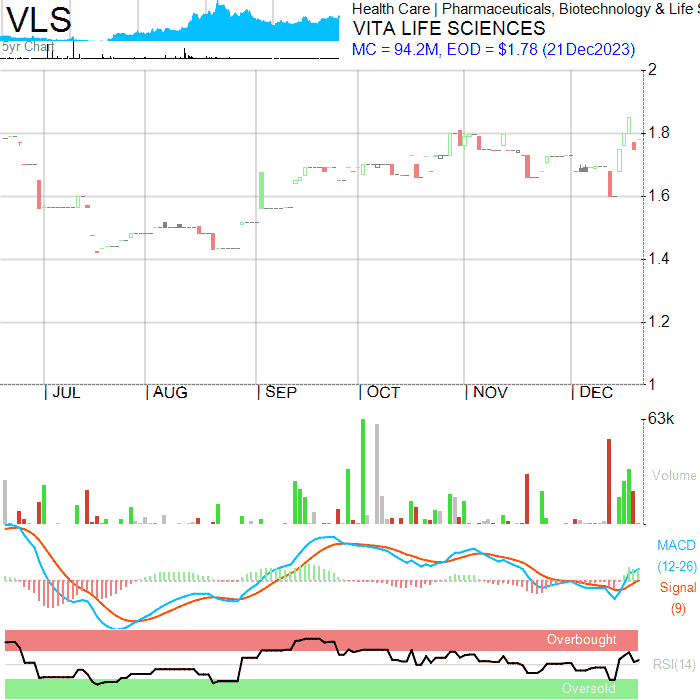 VLS
5yr Chart
Health Care | Pharmaceuticals, Biotechnology & Life S
VITA LIFE SCIENCES
MC = 94.2M, EOD = $1.78 (21Dec2023)
2
1.8
1.6
1.4
1.2
1
| JUL | AUG | SEP | OCT | NOV | DEC
63k
Volume
MACD
(12-26)
Signal
(9)
Overbought
RSI(14)
Oversold